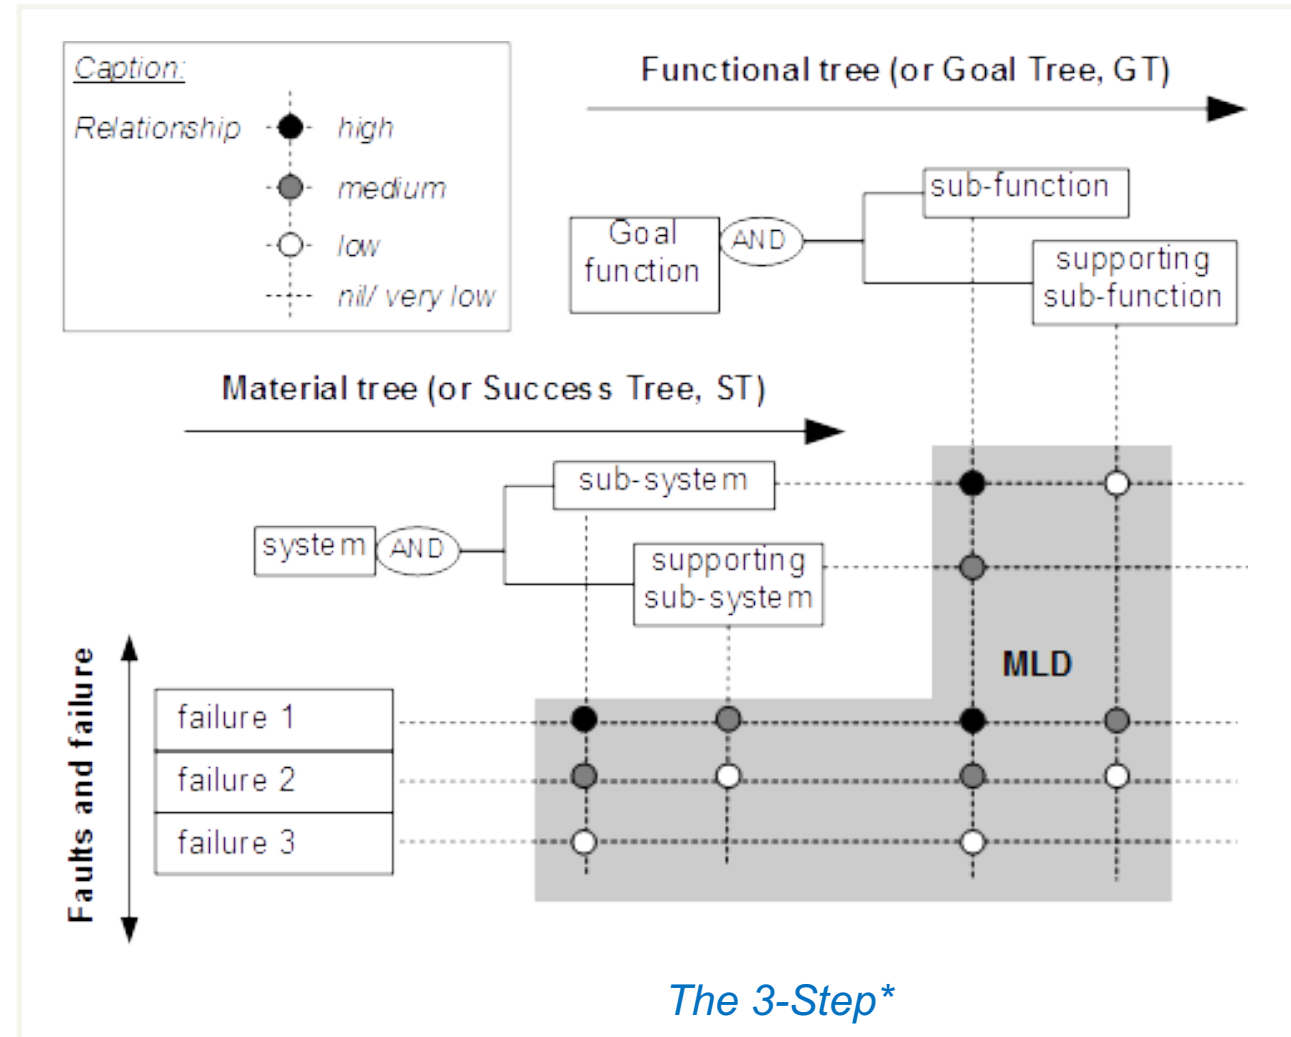 Caption:
Relationship
high
medium
low
nil/ very low
Functional tree (or Goal Tree, GT)
sub-function
Goal
function
AND
supporting
sub-function
Material tree (or Success Tree, ST)
sub-system
system
AND
supporting
sub-system
MLD
Faults and failure
failure 1
failure 2
failure 3
The 3-Step*